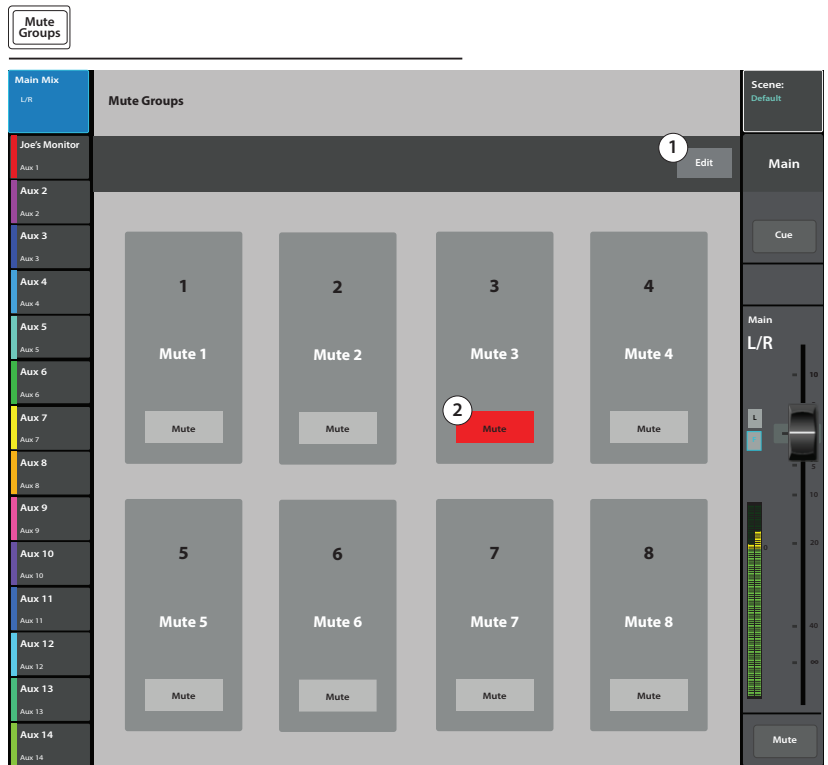 Mute
Groups
Main Mix
L/R
Mute Groups
Scene:
Default
Joe's Monitor
Aux 1
1
Edit
Main
Aux 2
Aux 2
Aux 3
Aux 3
Cue
Aux 4
Aux 4
1
2
3
4
Aux 5
Aux 5
Mute 1
Mute 2
Mute 3
Mute 4
Main
L/R
Aux 6
Aux 6
10
Aux 7
Aux 7
2
Mute
Mute
Mute
Mute
L
Aux 8
Aux 8
5
10
Aux 9
Aux 9
Aux 10
Aux 10
5
6
7
8
0
20
Aux 11
Aux 11
Mute 5
Mute 6
Mute 7
Mute 8
40
Aux 12
Aux 12
∞
Aux 13
Aux 13
Mute
Mute
Mute
Mute
Aux 14
Aux 14
Mute